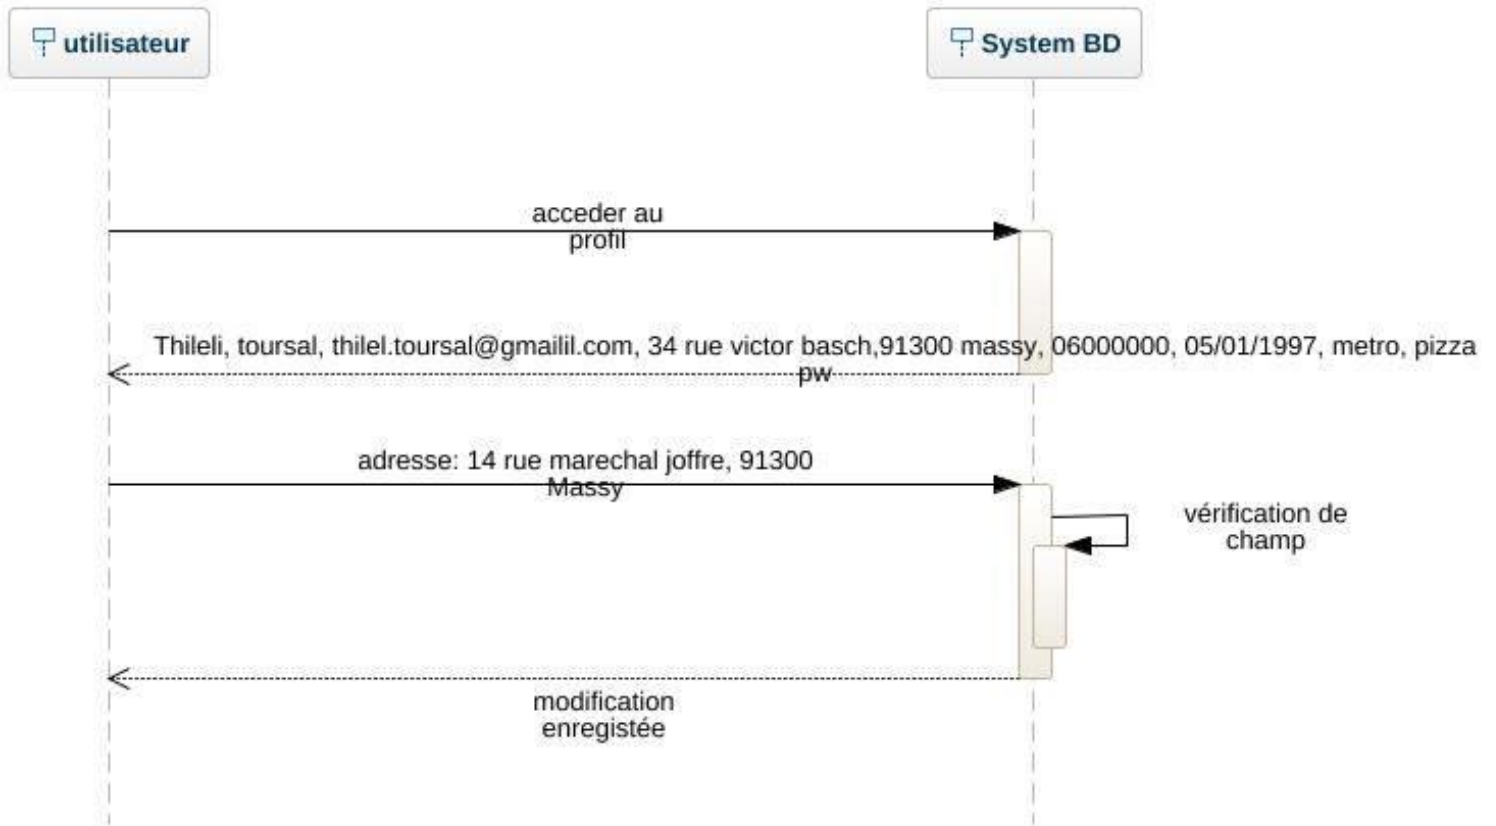 utilisateur
System BD
acceder au
profil
Thileli, toursal, thilel.toursal@gmailil.com, 34 rue victor basch,91300 massy, 06000000, 05/01/1997, metro, pizza
pw
adresse: 14 rue marechal joffre, 91300
Massy
vérification de
champ
modification
enregistée